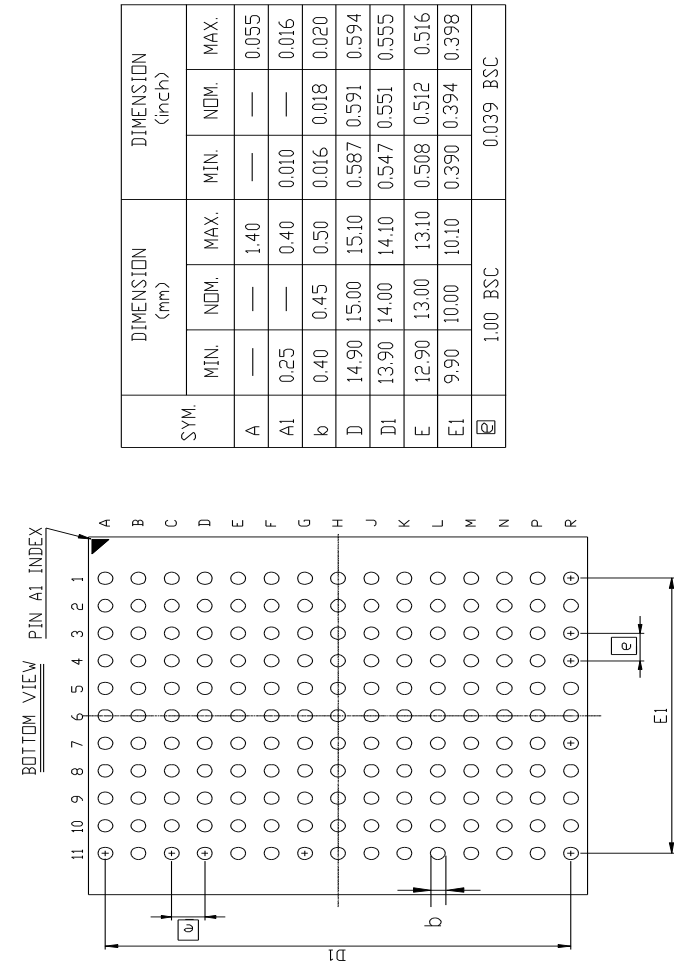 SYM.
DIMENSION
(mm)
DIMENSION
(inch)
MIN. NOM. MAX. MIN. NOM. MAX.
A — — 1.40 — — 0.055
A1 0.25 — 0.40 0.010 — 0.016
b 0.40 0.45 0.50 0.016 0.018 0.020
D 14.90 15.00 15.10 0.587 0.591 0.594
D1 13.90 14.00 14.10 0.547 0.551 0.555
E 12.90 13.00 13.10 0.508 0.512 0.516
E1 9.90 10.00 10.10 0.390 0.394 0.398
e 1.00 BSC 0.039 BSC
BOTTOM VIEW
PIN A1 INDEX
11 10 9 8 7 6 5 4 3 2 1
A
B
C
D
E
F
G
H
J
K
L
M
N
P
R
e
D1
b
e
E1